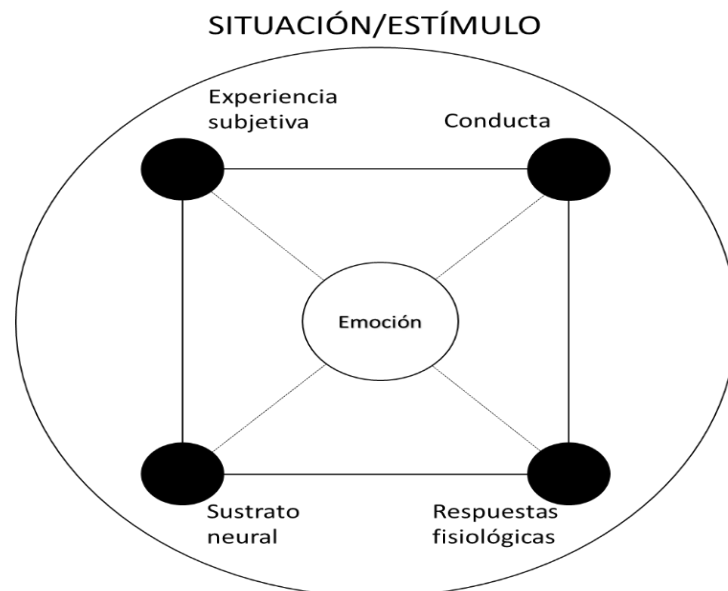 SITUACIÓN/ESTÍMULO
Experiencia
subjetiva
Conducta
Emoción
Sustrato
neural
Respuestas
fisiológicas